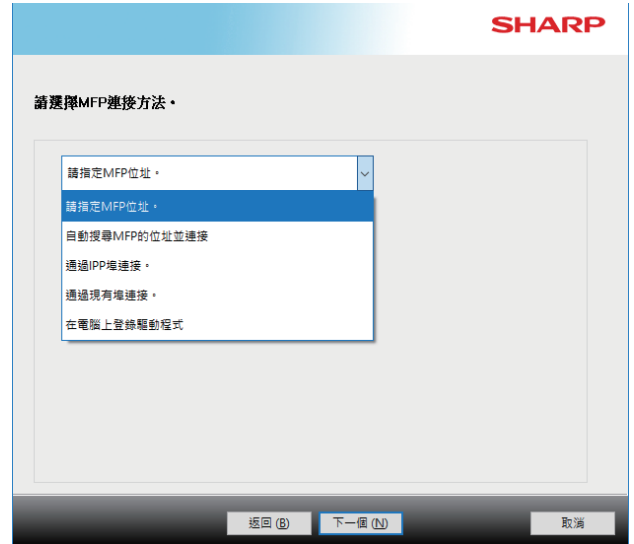 SHARP
請選擇MFP連接方法。
請指定MFP位址。
請指定MFP位址。
自動搜尋MFP的位址並連接
通過IPP埠連接。
通過現有埠連接。
在電腦上登錄驅動程式
返回 (B)
下一個 (N)
取消